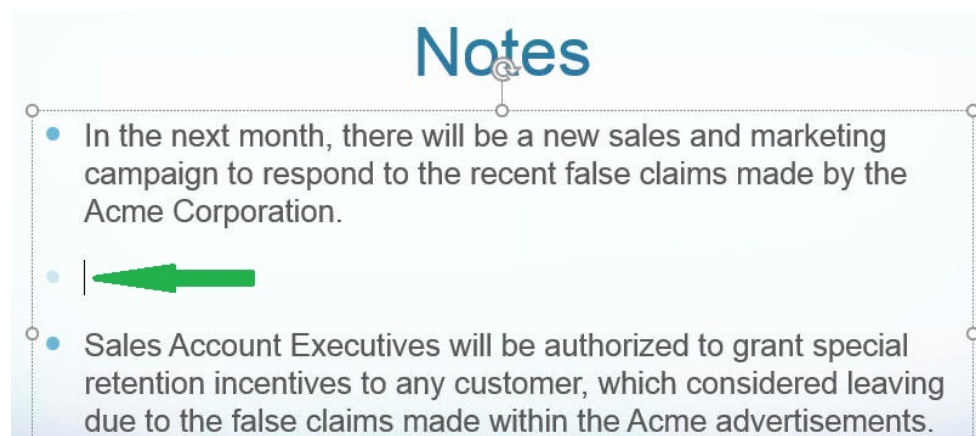 Notes
In the next month, there will be a new sales and marketing
campaign to respond to the recent false claims made by the
Acme Corporation.
Sales Account Executives will be authorized to grant special
retention incentives to any customer, which considered leaving
due to the false claims made within the Acme advertisements.